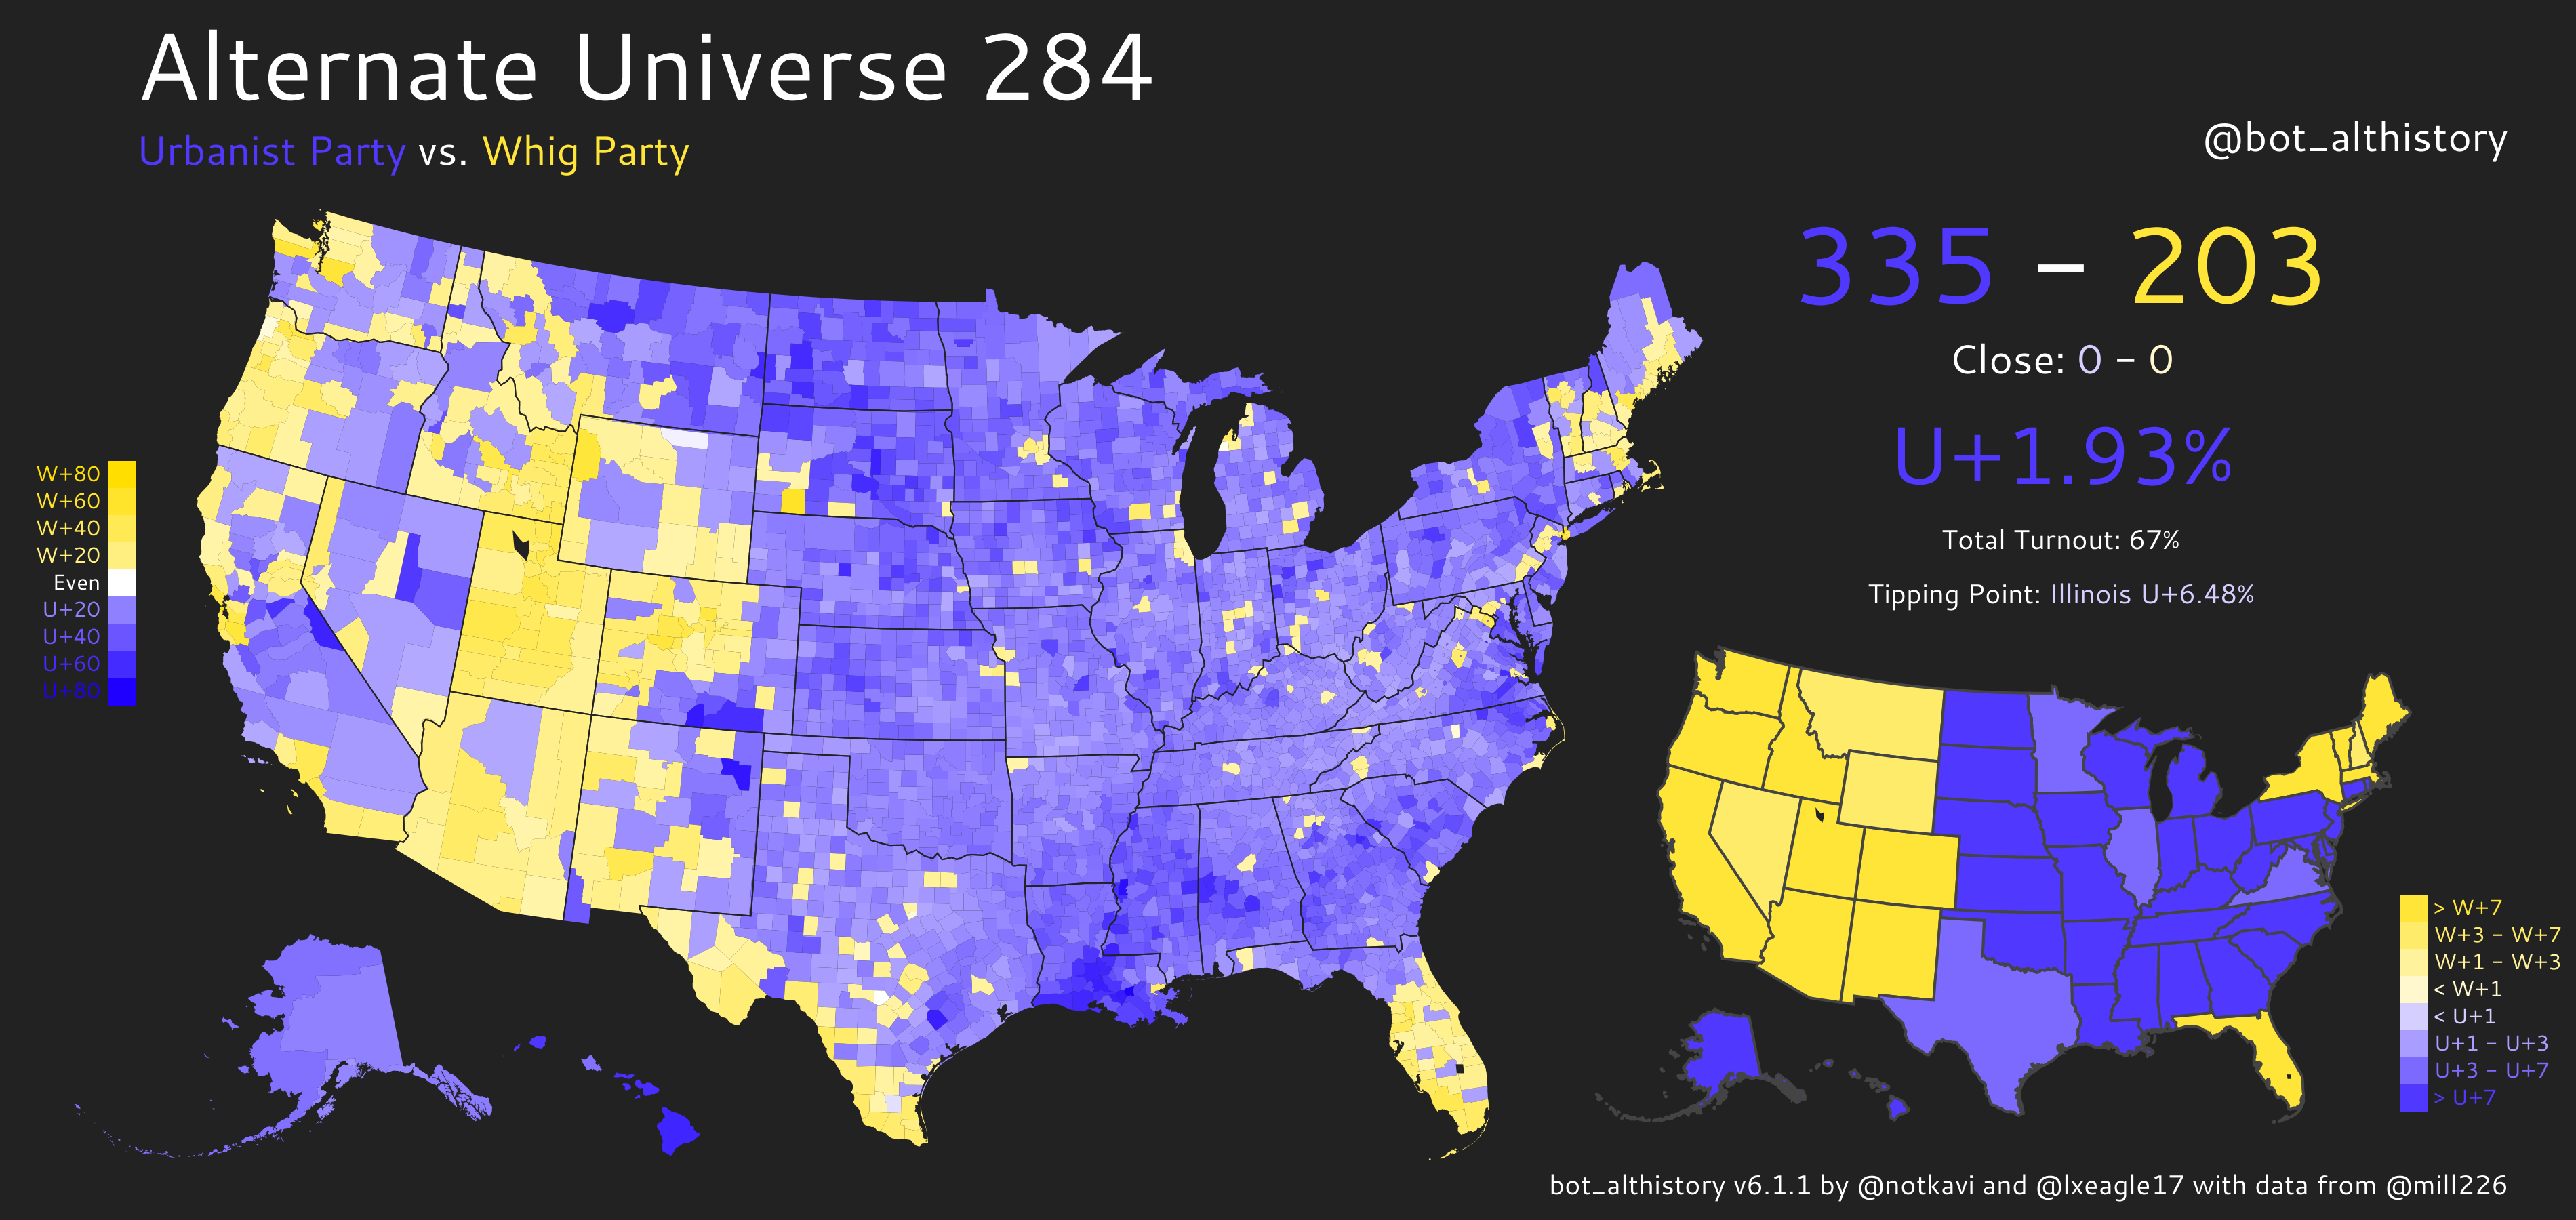 Alternate Universe 284
Urbanist Party vs. Whig Party
@bot_althistory
335 – 203
Close: 0 – 0
U+1.93%
Total Turnout: 67%
Tipping Point: Illinois U+6.48%
W+80
W+60
W+40
W+20
Even
U+20
U+40
U+60
U+80
> W+7
W+3 – W+7
W+1 – W+3
< W+1
< U+1
U+1 – U+3
U+3 – U+7
> U+7
bot_althistory v6.1.1 by @notkavi and @lxeagle17 with data from @mill226